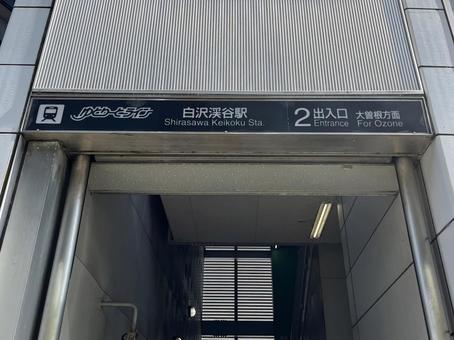 ゆとりーとライン
白沢渓谷駅
Shirasawa Keikoku Sta.
2 出入口
Entrance
大曽根方面
For Ozone